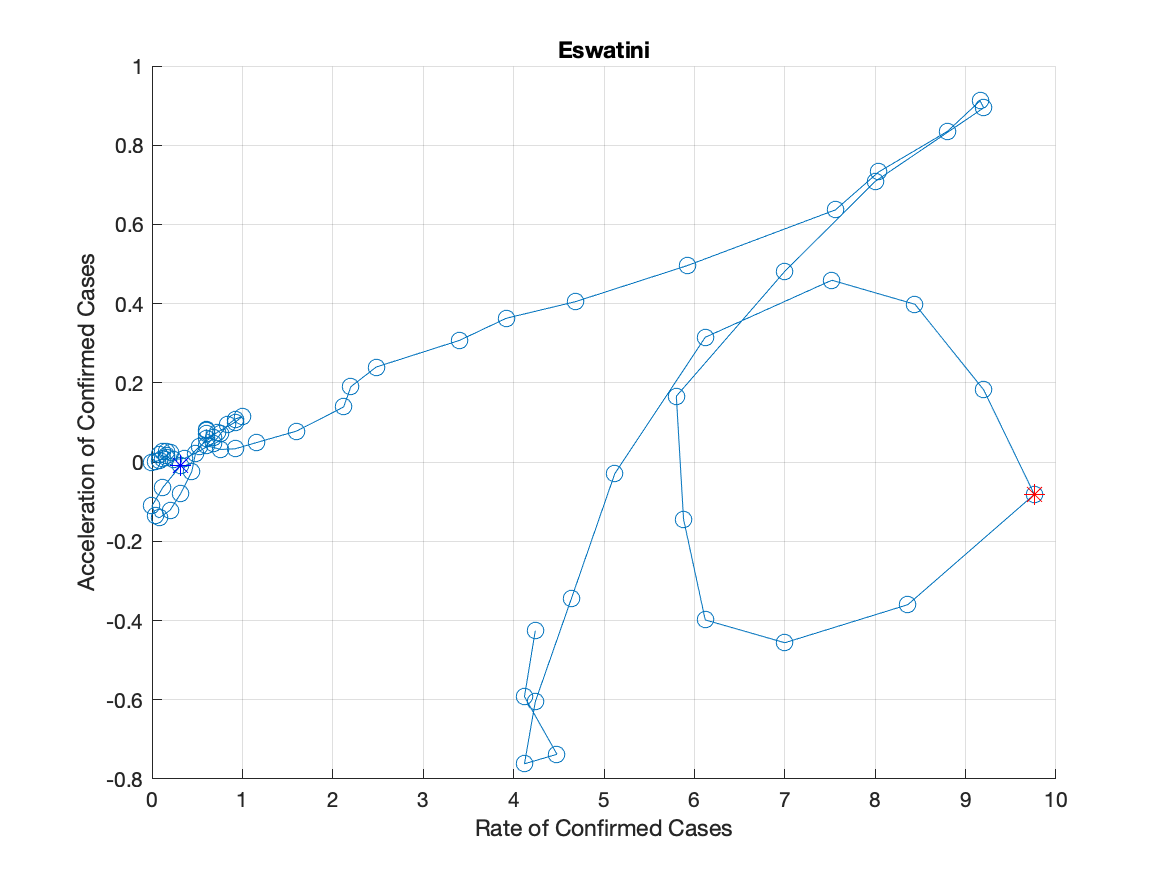 Eswatini
1
0.8
0.6
0.4
0.2
0
-0.2
-0.4
-0.6
-0.8
Acceleration of Confirmed Cases
0 1 2 3 4 5 6 7 8 9 10
Rate of Confirmed Cases